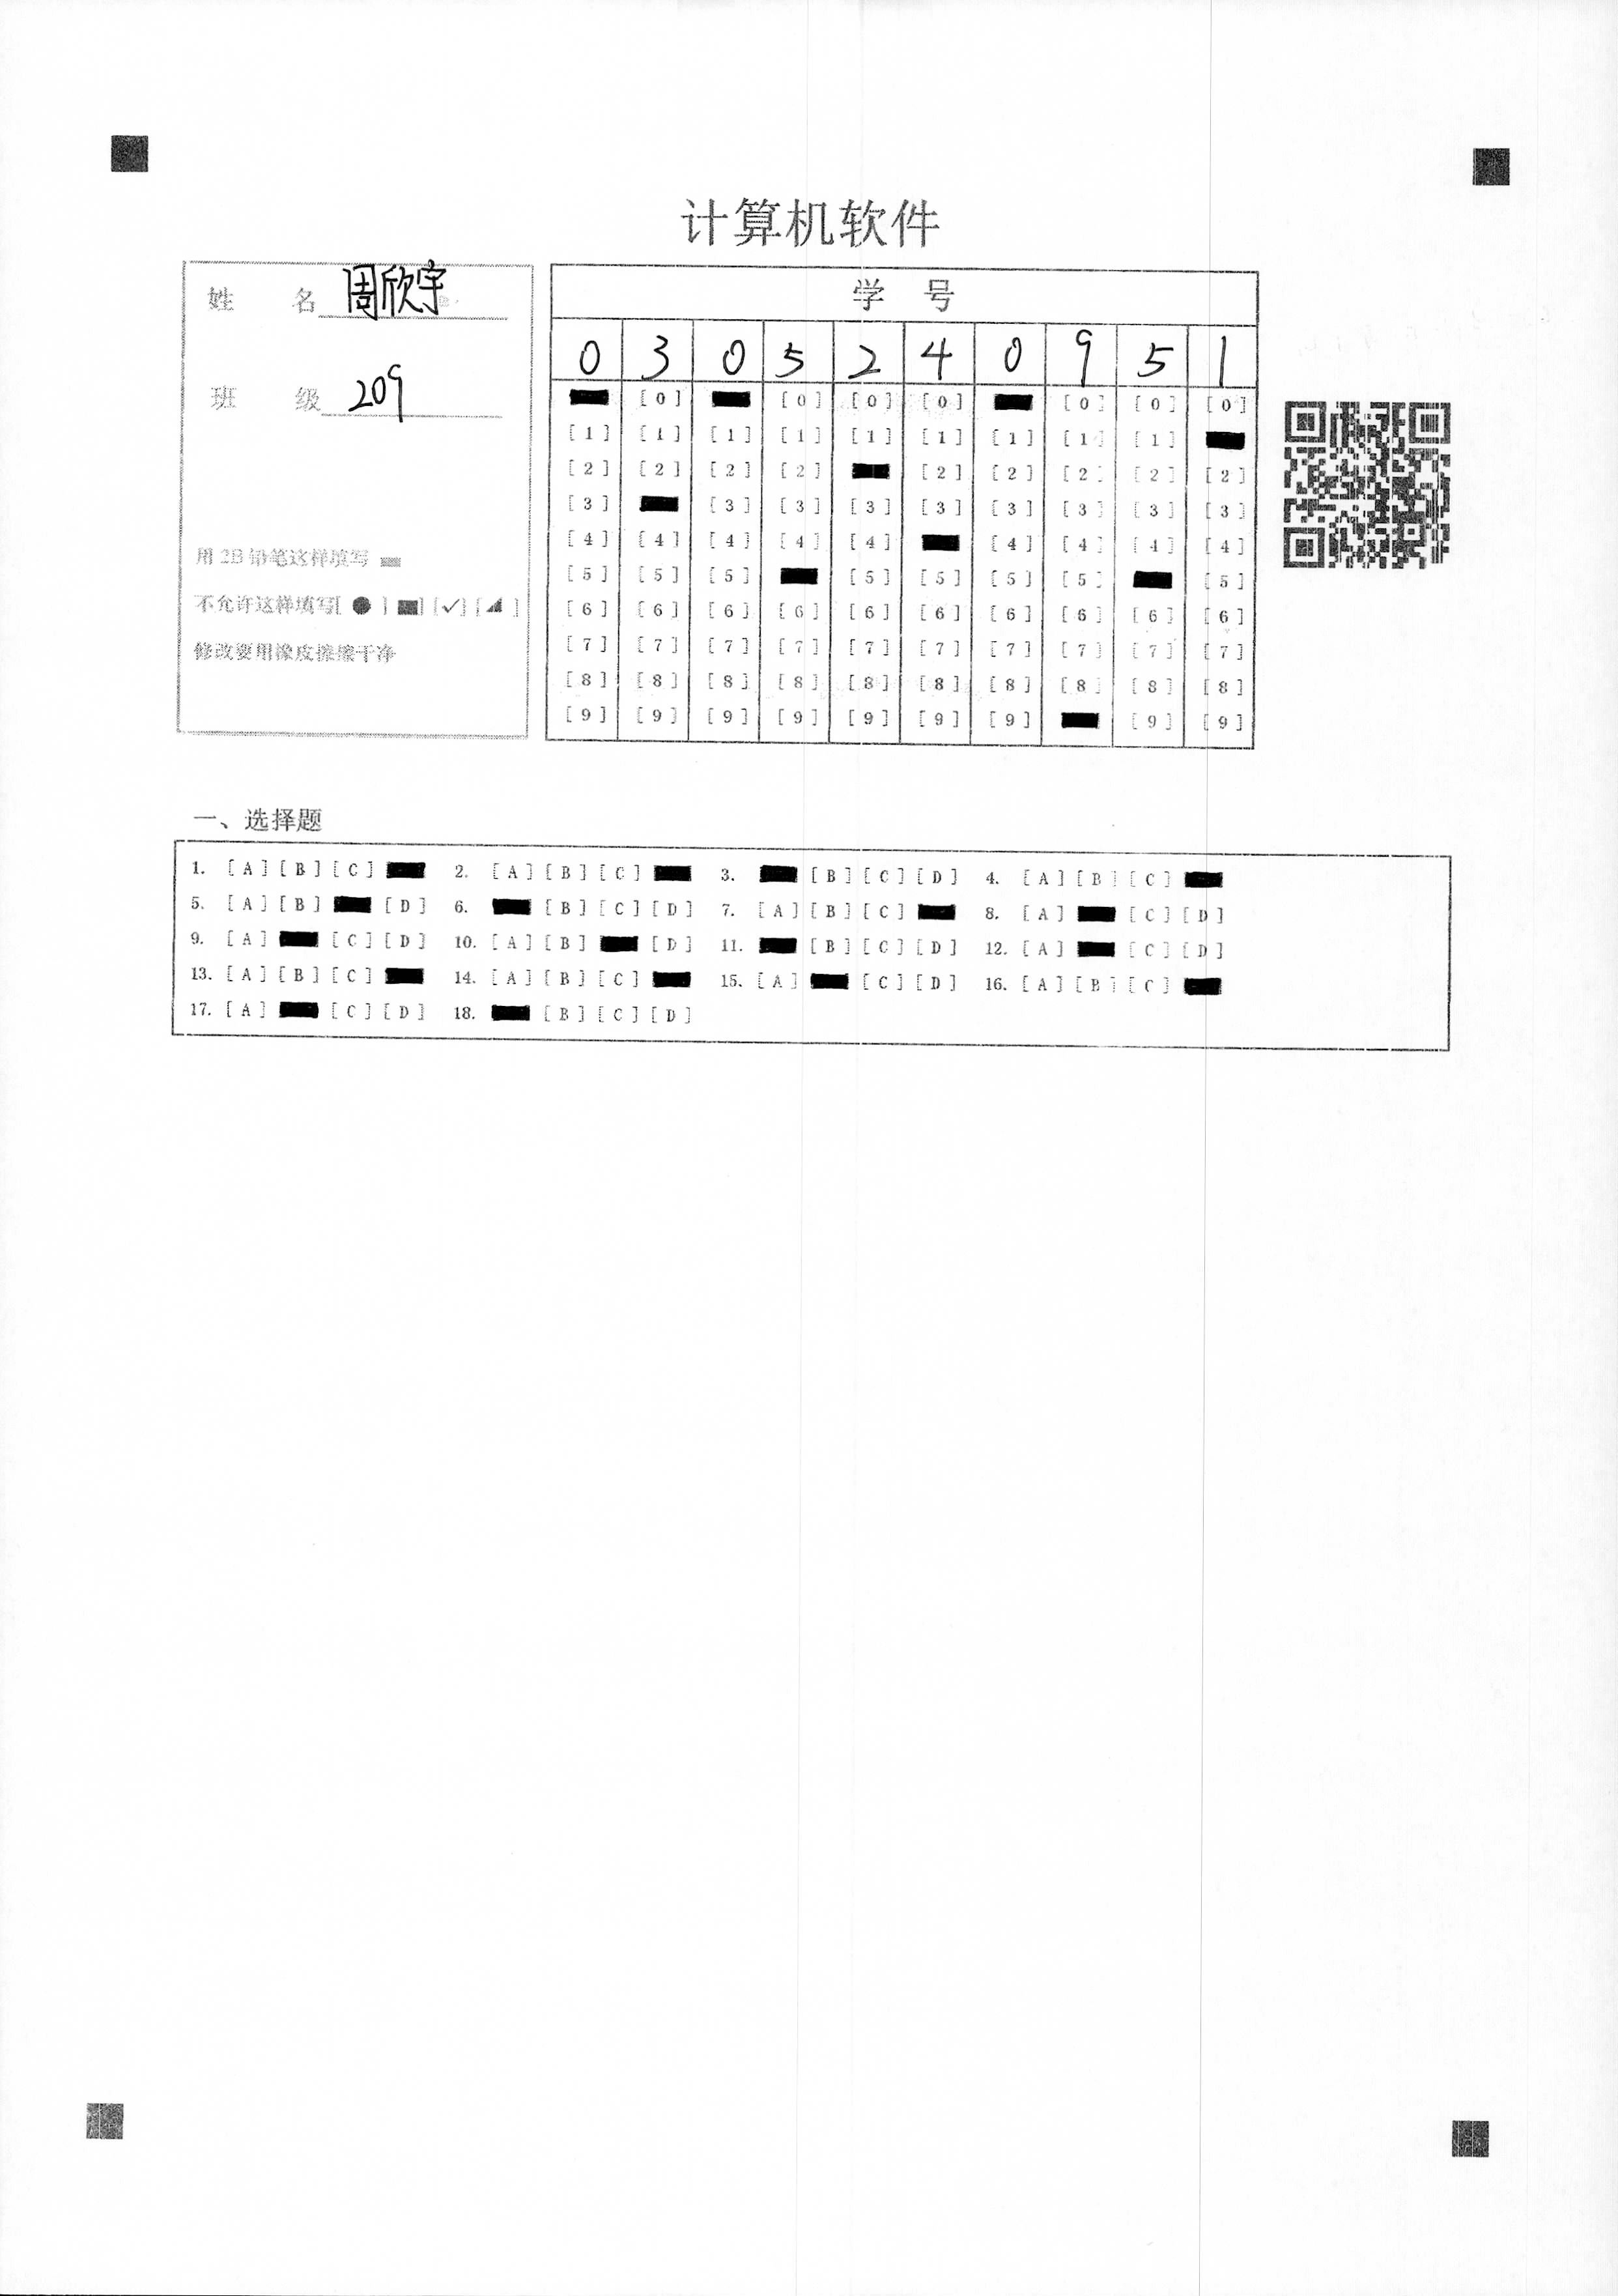 计算机软件
姓 名 周欣宇
班 级 209
用 2B 铅笔这样填写
不允许这样填写[ ● ] [■] [✓] [◢ ]
修改要用橡皮擦擦干净
学 号
0 3 0 5 2 4 0 9 5 1
[0] [0] [0] [0] [0] [0] [0]
[1] [1] [1] [1] [1] [1] [1] [1] [1]
[2] [2] [2] [2] [2] [2] [2] [2] [2]
[3] [3] [3] [3] [3] [3] [3] [3] [3]
[4] [4] [4] [4] [4] [4] [4] [4] [4]
[5] [5] [5] [5] [5] [5] [5] [5]
[6] [6] [6] [6] [6] [6] [6] [6] [6] [6]
[7] [7] [7] [7] [7] [7] [7] [7] [7] [7]
[8] [8] [8] [8] [8] [8] [8] [8] [8] [8]
[9] [9] [9] [9] [9] [9] [9] [9] [9]
一、选择题
1. [A] [B] [C] 2. [A] [B] [C] 3. [B] [C] [D] 4. [A] [B] [C]
5. [A] [B] [D] 6. [B] [C] [D] 7. [A] [B] [C] 8. [A] [C] [D]
9. [A] [C] [D] 10. [A] [B] [D] 11. [B] [C] [D] 12. [A] [C] [D]
13. [A] [B] [C] 14. [A] [B] [C] 15. [A] [C] [D] 16. [A] [B] [C]
17. [A] [C] [D] 18. [B] [C] [D]